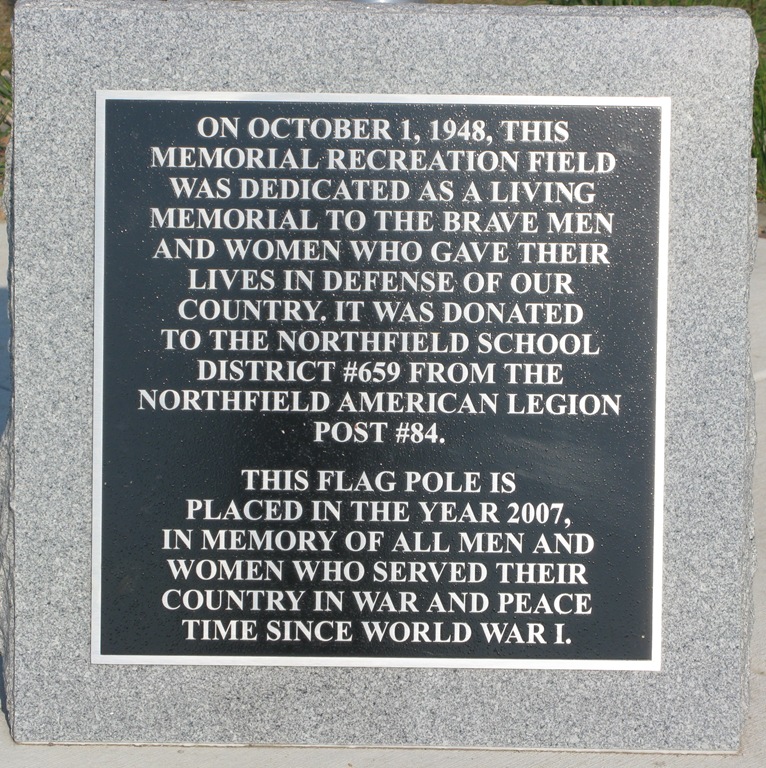 ON OCTOBER 1, 1948, THIS
MEMORIAL RECREATION FIELD
WAS DEDICATED AS A LIVING
MEMORIAL TO THE BRAVE MEN
AND WOMEN WHO GAVE THEIR
LIVES IN DEFENSE OF OUR
COUNTRY. IT WAS DONATED
TO THE NORTHFIELD SCHOOL
DISTRICT #659 FROM THE
NORTHFIELD AMERICAN LEGION
POST #84.
THIS FLAG POLE IS
PLACED IN THE YEAR 2007,
IN MEMORY OF ALL MEN AND
WOMEN WHO SERVED THEIR
COUNTRY IN WAR AND PEACE
TIME SINCE WORLD WAR I.